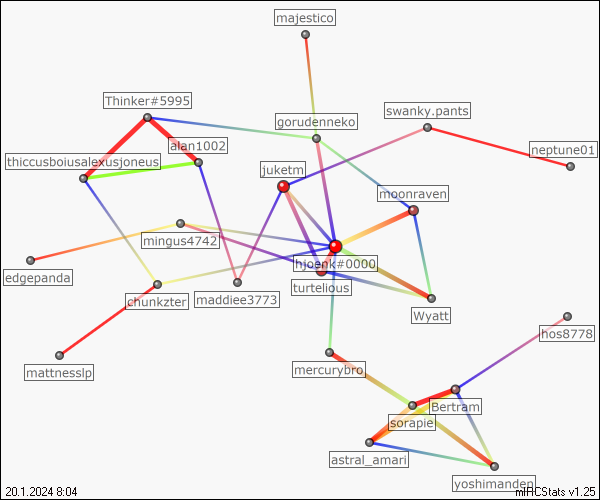 majestico
Thinker#5995
gorudenneko
swanky.pants
neptune01
alan1002
thiccusboiusalexusjoneus
juketm
moonraven
mingus4742
hjoenk#0000
edgepanda
chunkzter
maddiee3773
turtelious
Wyatt
hos8778
mattnesslp
mercurybro
Bertram
sorapie
astral_amari
yoshimanden
20.1.2024 8:04
mIRCStats v1.25